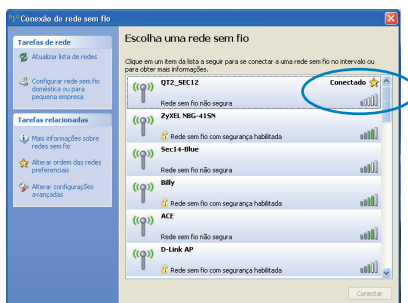 Conexão de rede sem fio
Tarefas de rede
Atualizar lista de redes
Configurar rede sem fio
doméstica ou para
pequena empresa
Tarefas relacionadas
Mais informações sobre
redes sem fio
Alterar ordem das redes
preferenciais
Alterar configurações
avançadas
Escolha uma rede sem fio
Clique em um item da lista a seguir para se conectar a uma rede sem fio no intervalo ou
para obter mais informações.
QT2_SEC12 Conectado
Rede sem fio não segura
ZyXEL NBG-415N
Rede sem fio com segurança habilitada
Sec14-Blue
Rede sem fio não segura
Billy
Rede sem fio com segurança habilitada
ACE
Rede sem fio não segura
D-Link AP
Rede sem fio com segurança habilitada
Conectar